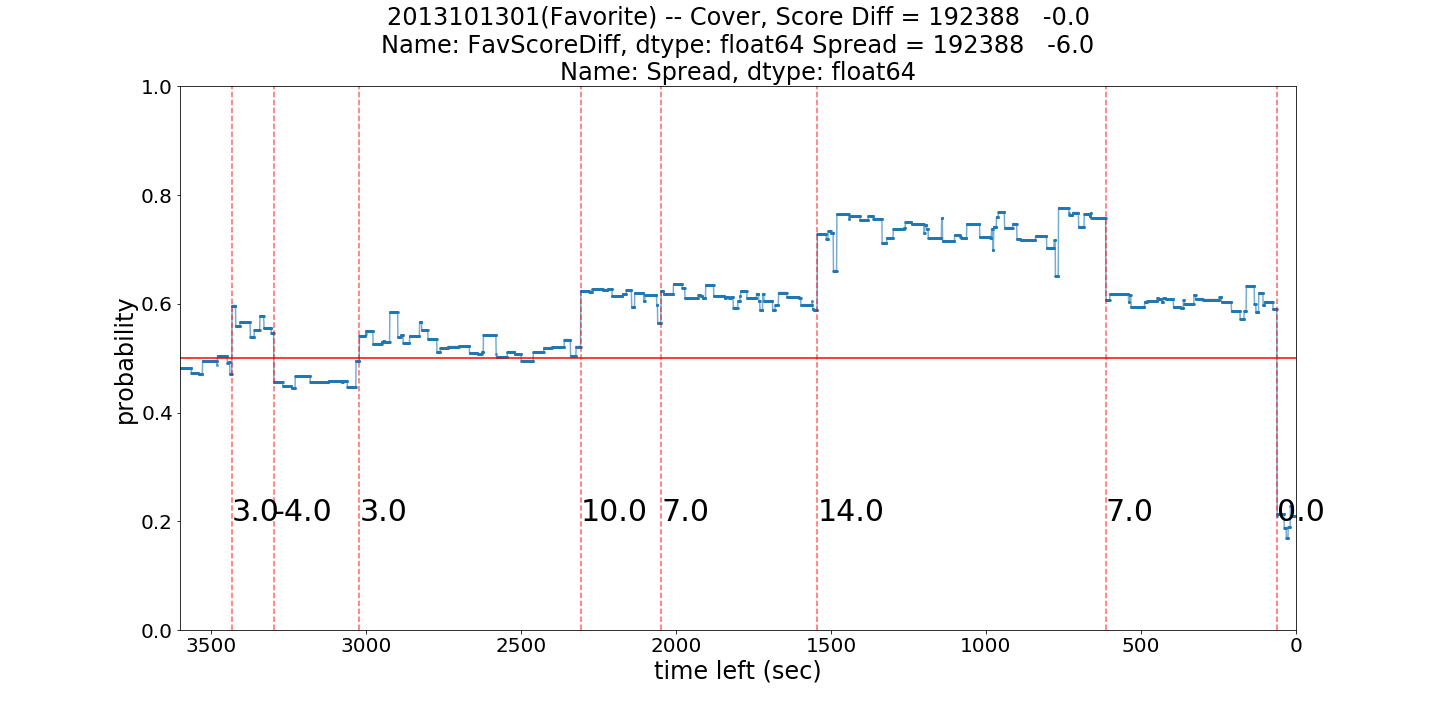 2013101301(Favorite) -- Cover, Score Diff = 192388   -0.0
Name: FavScoreDiff, dtype: float64 Spread = 192388   -6.0
Name: Spread, dtype: float64
1.0
0.8
0.6
0.4
0.2
0.0
probability
3.0 -4.0 3.0 10.0 7.0 14.0 7.0 0.0
3500 3000 2500 2000 1500 1000 500 0
time left (sec)